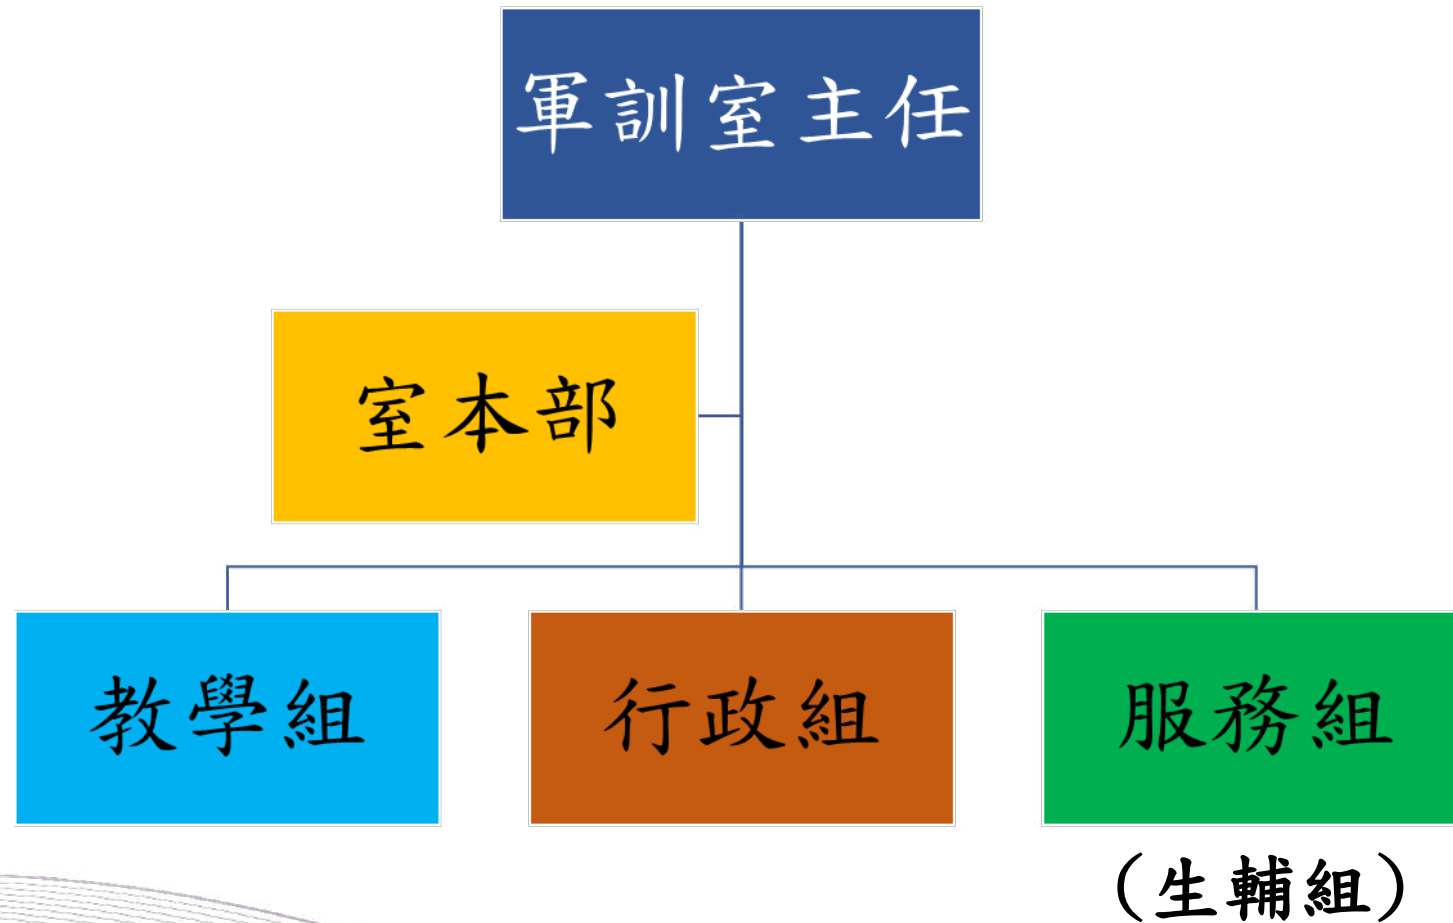 軍訓室主任
室本部
教學組
行政組
服務組
（生輔組）